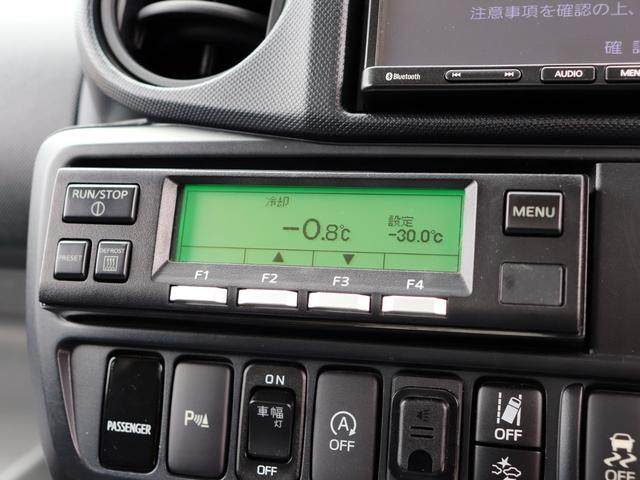 注意事項を確認の上、
確認
Bluetooth
AUDIO
MEN
RUN/STOP
MENU
冷却
設定
-0.8℃
-30.0℃
PRESET
DEFROST
F1
F2
F3
F4
PASSENGER
P
ON
車幅灯
OFF
A
OFF
OFF
OFF